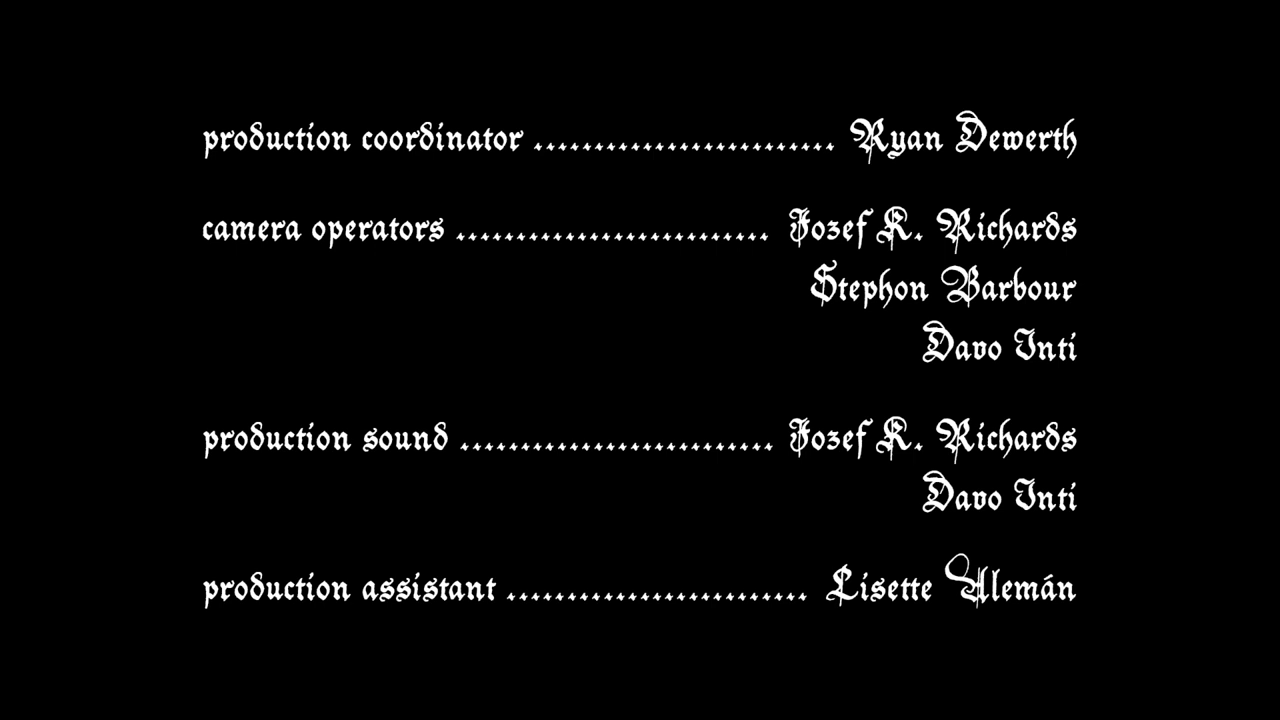 production coordinator ......................... Ryan Dewerth
camera operators .......................... Jozef K. Richards
Stephon Barbour
Davo Inti
production sound .......................... Jozef K. Richards
Davo Inti
production assistant ......................... Lisette Alemán